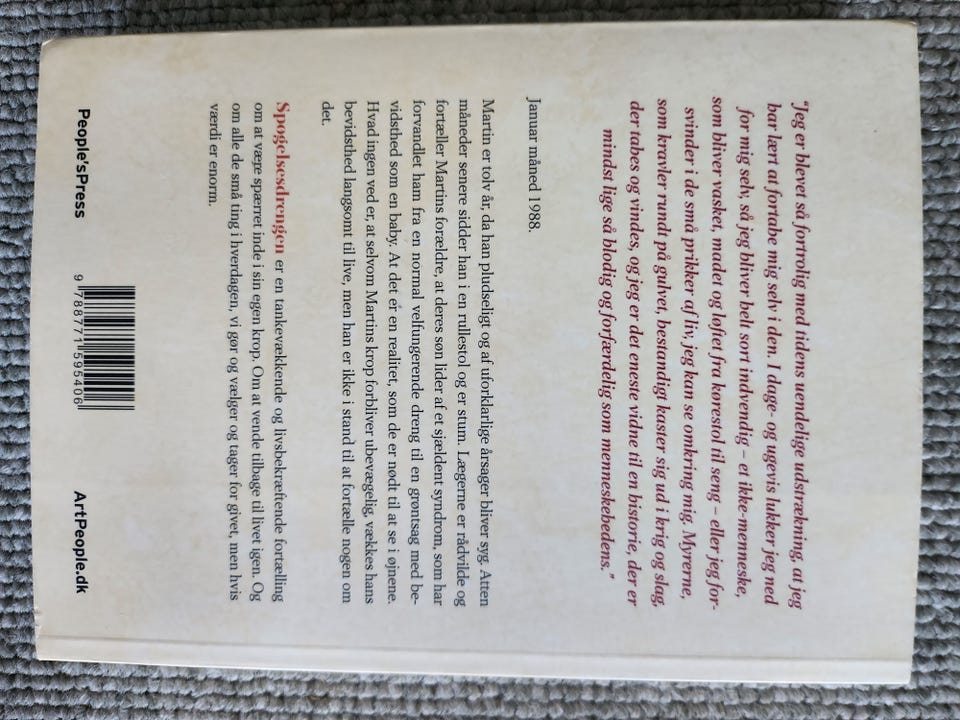 "Jeg er blevet så fortrolig med tidens uendelige udstrækning, at jeg
har lært at fortabe mig selv i den. I dage- og ugevis lukker jeg ned
for mig selv, så jeg bliver helt sort indvendig – et ikke-menneske,
som bliver vasket, madet og løftet fra kørestol til seng – eller jeg for-
svinder i de små prikker af liv, jeg kan se omkring mig. Myrerne,
som kravler rundt på gulvet, bestandigt kaster sig ud i krig og slag,
der tabes og vindes, og jeg er det eneste vidne til en historie, der er
mindst lige så blodig og forfærdelig som menneskehedens."
Januar måned 1988.
Martin er tolv år, da han pludseligt og af uforklarlige årsager bliver syg. Atten
måneder senere sidder han i en rullestol og er stum. Lægerne er rådvilde og
fortæller Martins forældre, at deres søn lider af et sjældent syndrom, som har
forvandlet ham fra en normal velfungerende dreng til en grøntsag med be-
vidsthed som en baby. At det er en realitet, som de er nødt til at se i øjnene.
Hvad ingen ved er, at selvom Martins krop forbliver ubevægelig, vækkes hans
bevidsthed langsomt til live, men han er ikke i stand til at fortælle nogen om
det.
Spøgelsesdrengen er en tankevækkende og livsbekræftende fortælling
om at være spærret inde i sin egen krop. Om at vende tilbage til livet igen. Og
om alle de små ting i hverdagen, vi gør og vælger og tager for givet, men hvis
værdi er enorm.
People'sPress
9 788771 595406
ArtPeople.dk